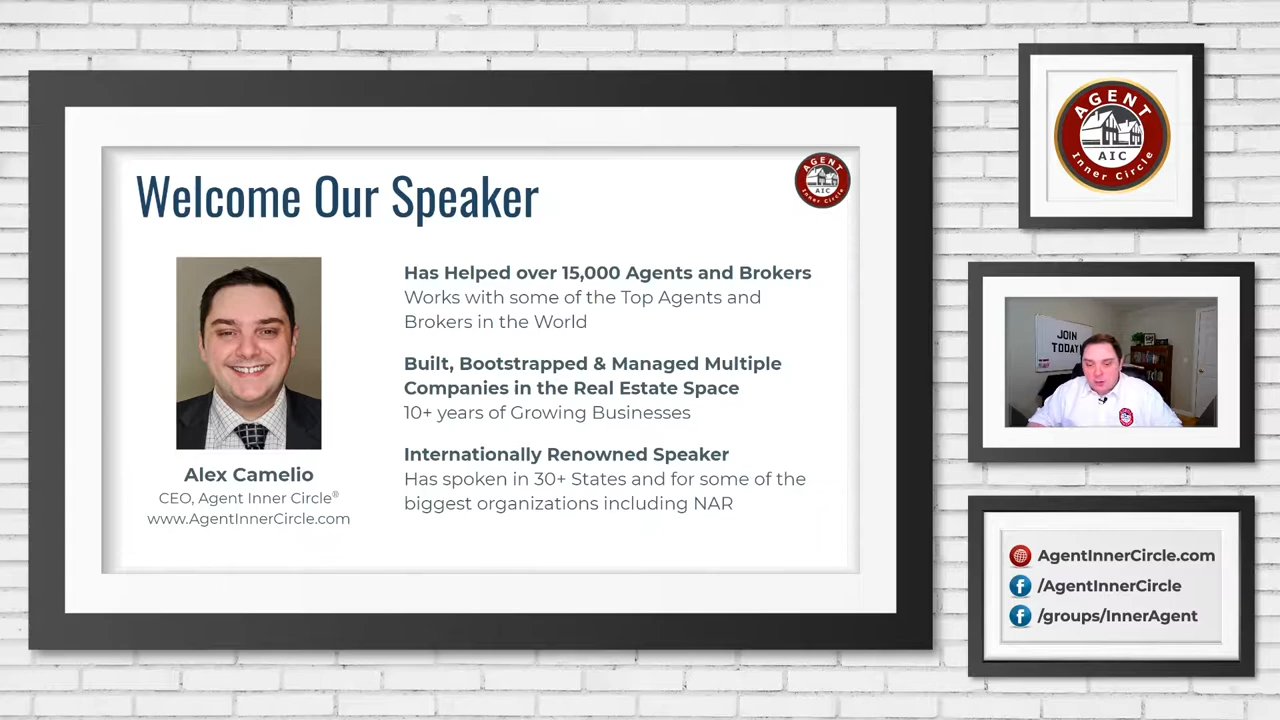 Welcome Our Speaker
AGENT
AIC
Inner Circle
Has Helped over 15,000 Agents and Brokers
Works with some of the Top Agents and
Brokers in the World
Built, Bootstrapped & Managed Multiple
Companies in the Real Estate Space
10+ years of Growing Businesses
Internationally Renowned Speaker
Has spoken in 30+ States and for some of the
biggest organizations including NAR
Alex Camelio
CEO, Agent Inner Circle®
www.AgentInnerCircle.com
AGENT
AIC
Inner Circle
JOIN
TODAY!
AgentInnerCircle.com
f /AgentInnerCircle
f /groups/InnerAgent